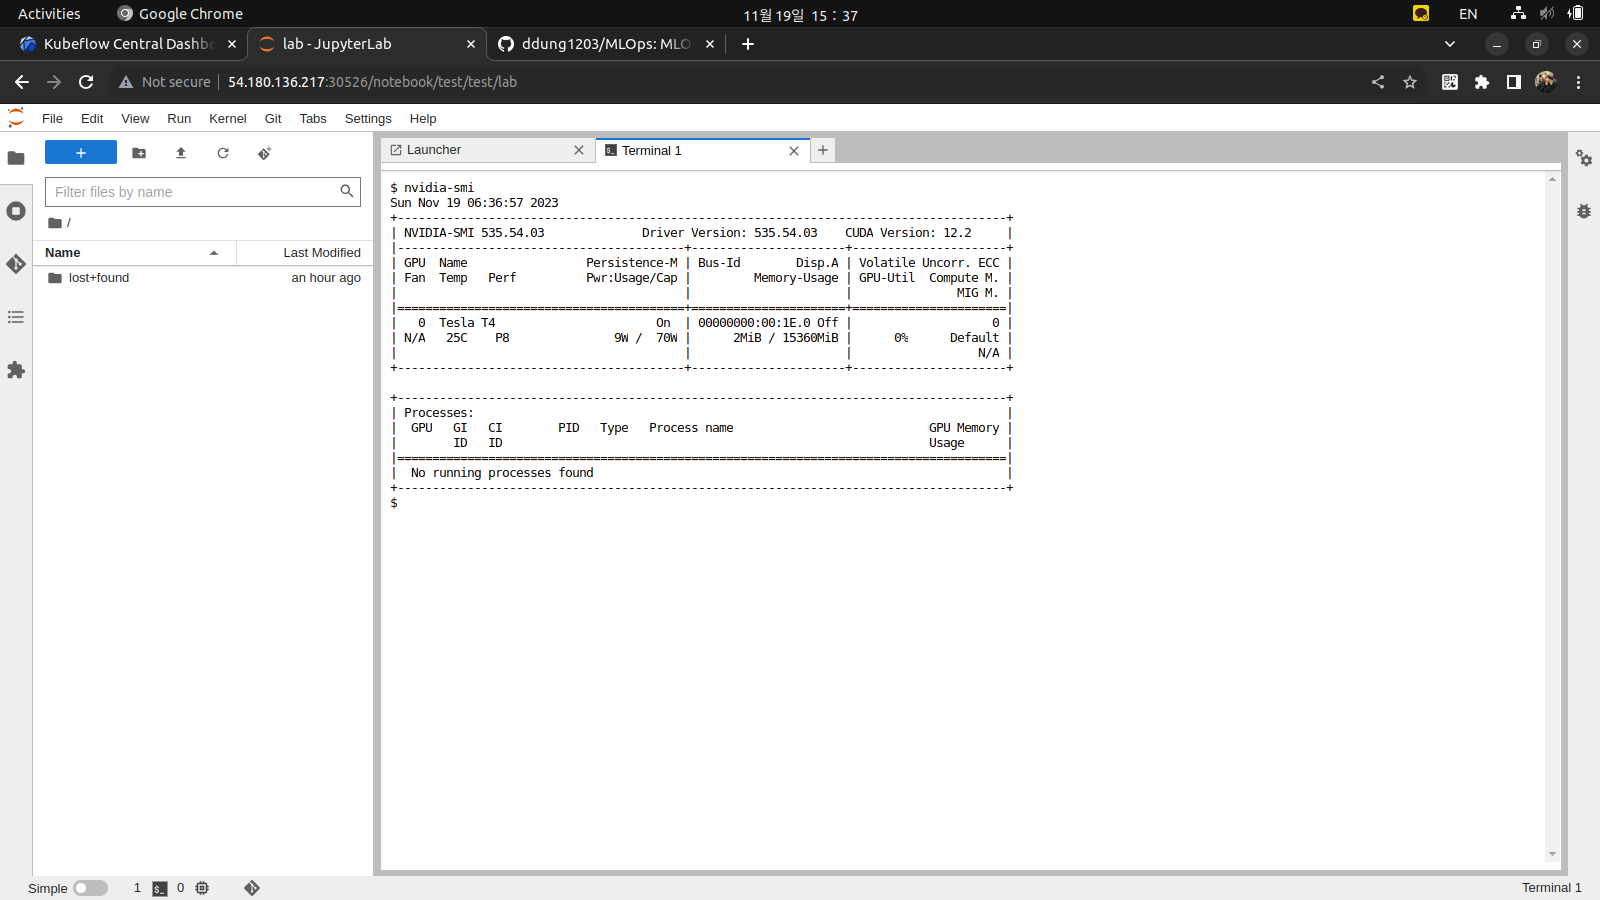 Activities
Google Chrome
11월 19일 15 : 37
EN
Kubeflow Central Dashb
lab - JupyterLab
ddung1203/MLOps: MLO
Not secure
54.180.136.217:30526/notebook/test/test/lab
File Edit View Run Kernel Git Tabs Settings Help
Launcher
Terminal 1
Filter files by name
/
Name
Last Modified
lost+found
an hour ago
$ nvidia-smi
Sun Nov 19 06:36:57 2023
+---------------------------------------------------------------------------------------+
| NVIDIA-SMI 535.54.03              Driver Version: 535.54.03    CUDA Version: 12.2     |
|-----------------------------------------+----------------------+----------------------+
| GPU  Name                 Persistence-M | Bus-Id        Disp.A | Volatile Uncorr. ECC |
| Fan  Temp   Perf          Pwr:Usage/Cap |         Memory-Usage | GPU-Util  Compute M. |
|                                         |                      |               MIG M. |
|=========================================+======================+======================|
|   0  Tesla T4                       On  | 00000000:00:1E.0 Off |                    0 |
| N/A   25C    P8               9W /  70W |      2MiB / 15360MiB |      0%      Default |
|                                         |                      |                  N/A |
+-----------------------------------------+----------------------+----------------------+
+---------------------------------------------------------------------------------------+
| Processes:                                                                            |
|  GPU   GI   CI        PID   Type   Process name                            GPU Memory |
|        ID   ID                                                             Usage      |
|=======================================================================================|
|  No running processes found                                                           |
+---------------------------------------------------------------------------------------+
$
Simple
1
0
Terminal 1